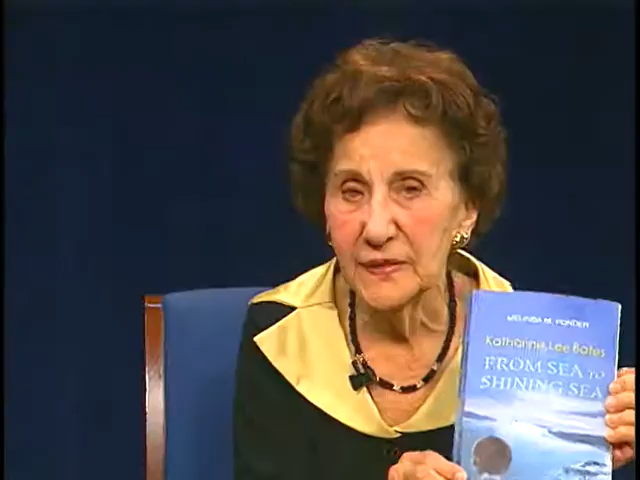 MELINDA M. PONDER
Katharine Lee Bates
FROM SEA TO
SHINING SEA